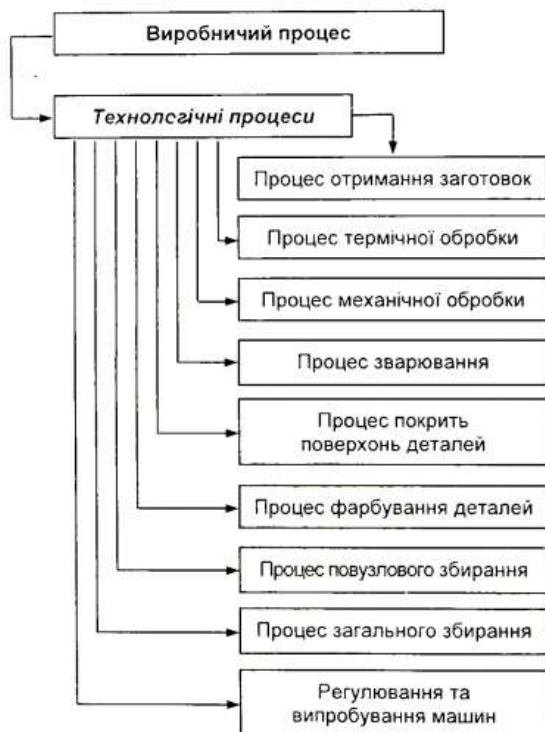 Виробничий процес
Технологічні процеси
Процес отримання заготовок
Процес термічної обробки
Процес механічної обробки
Процес зварювання
Процес покрить
поверхонь деталей
Процес фарбування деталей
Процес повузлового збирання
Процес загального збирання
Регулювання та
випробування машин